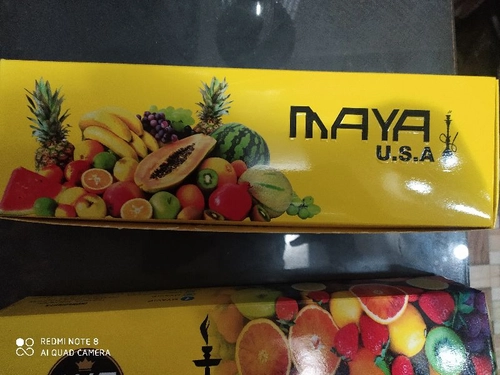 MAYA
U.S.A
REDMI NOTE 8
AI QUAD CAMERA